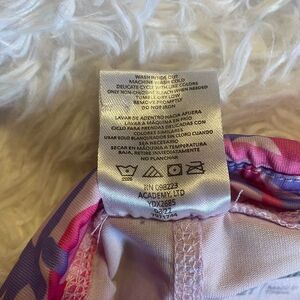 WASH INSIDE OUT
MACHINE WASH COLD
DELICATE CYCLE WITH LIKE COLORS
ONLY NON-CHLORINE BLEACH WHEN NEEDED
TUMBLE DRY LOW
REMOVE PROMPTLY
DO NOT IRON
LAVAR DE ADENTRO HACIA AFUERA
LAVAR A MAQUINA EN FRIO
CICLO PARA PRENDAS DELICADAS
CON COLORES SIMILARES
USAR SOLO BLANQUEADOR SIN CLORO CUANDO
SEA NECESARIO
SECAR EN MAQUINA A TEMPERATURA
BAJA, RETIRE INMEDIATAMENTE
NO PLANCHAR
RN 098223
ACADEMY, LTD